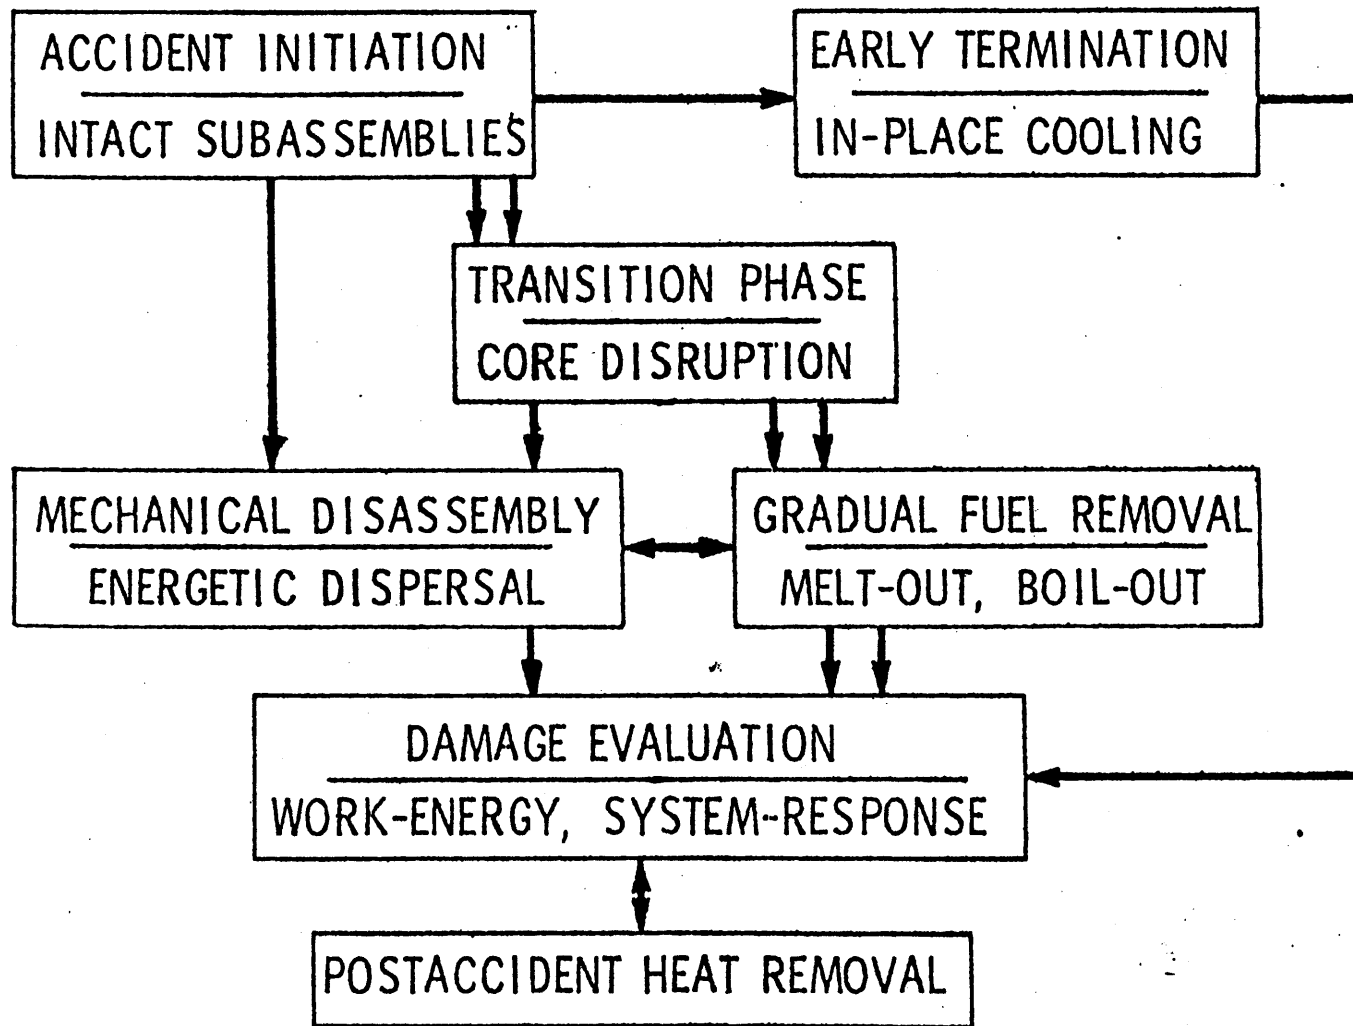 ACCIDENT INITIATION
INTACT SUBASSEMBLIES
EARLY TERMINATION
IN-PLACE COOLING
TRANSITION PHASE
CORE DISRUPTION
MECHANICAL DISASSEMBLY
ENERGETIC DISPERSAL
GRADUAL FUEL REMOVAL
MELT-OUT, BOIL-OUT
DAMAGE EVALUATION
WORK-ENERGY, SYSTEM-RESPONSE
POSTACCIDENT HEAT REMOVAL